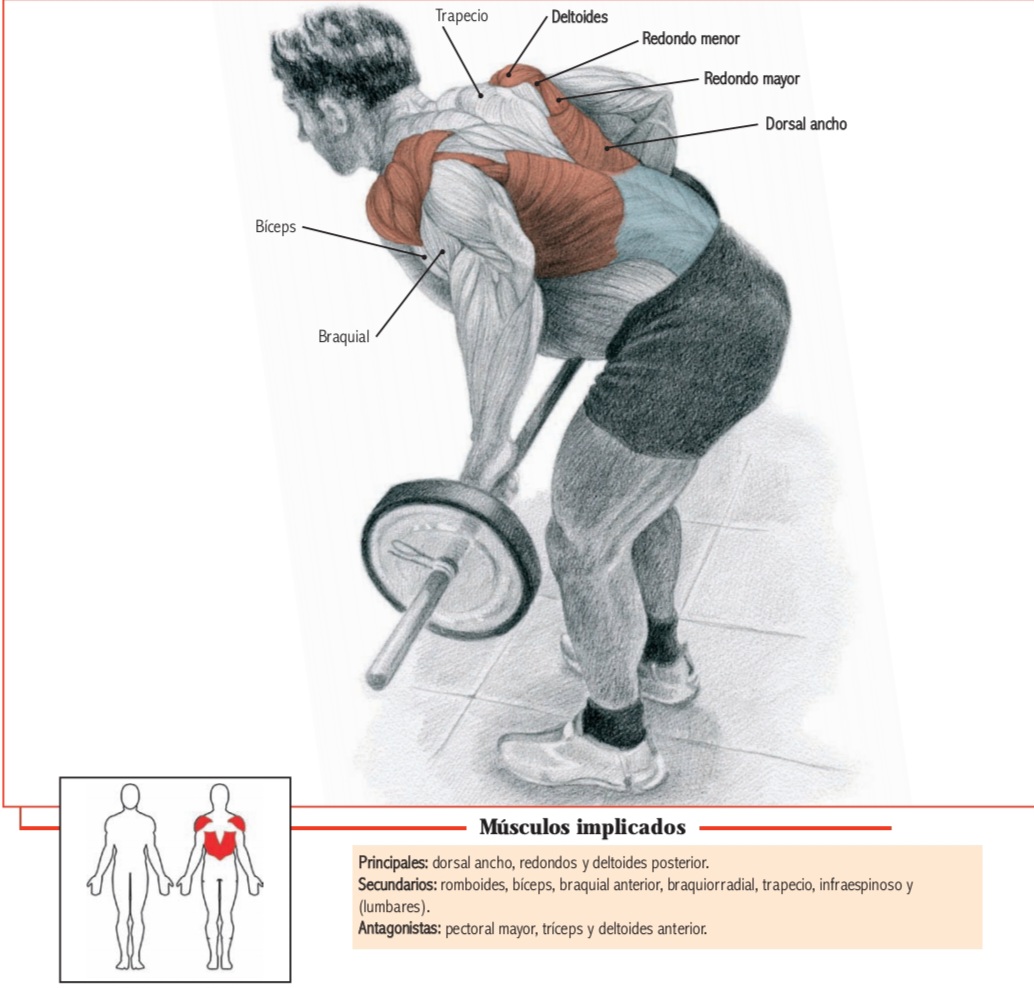 Trapecio
Deltoides
Redondo menor
Redondo mayor
Dorsal ancho
Bíceps
Braquial
Músculos implicados
Principales: dorsal ancho, redondos y deltoides posterior.
Secundarios: romboides, bíceps, braquial anterior, braquiorradial, trapecio, infraespinoso y
(lumbares).
Antagonistas: pectoral mayor, tríceps y deltoides anterior.